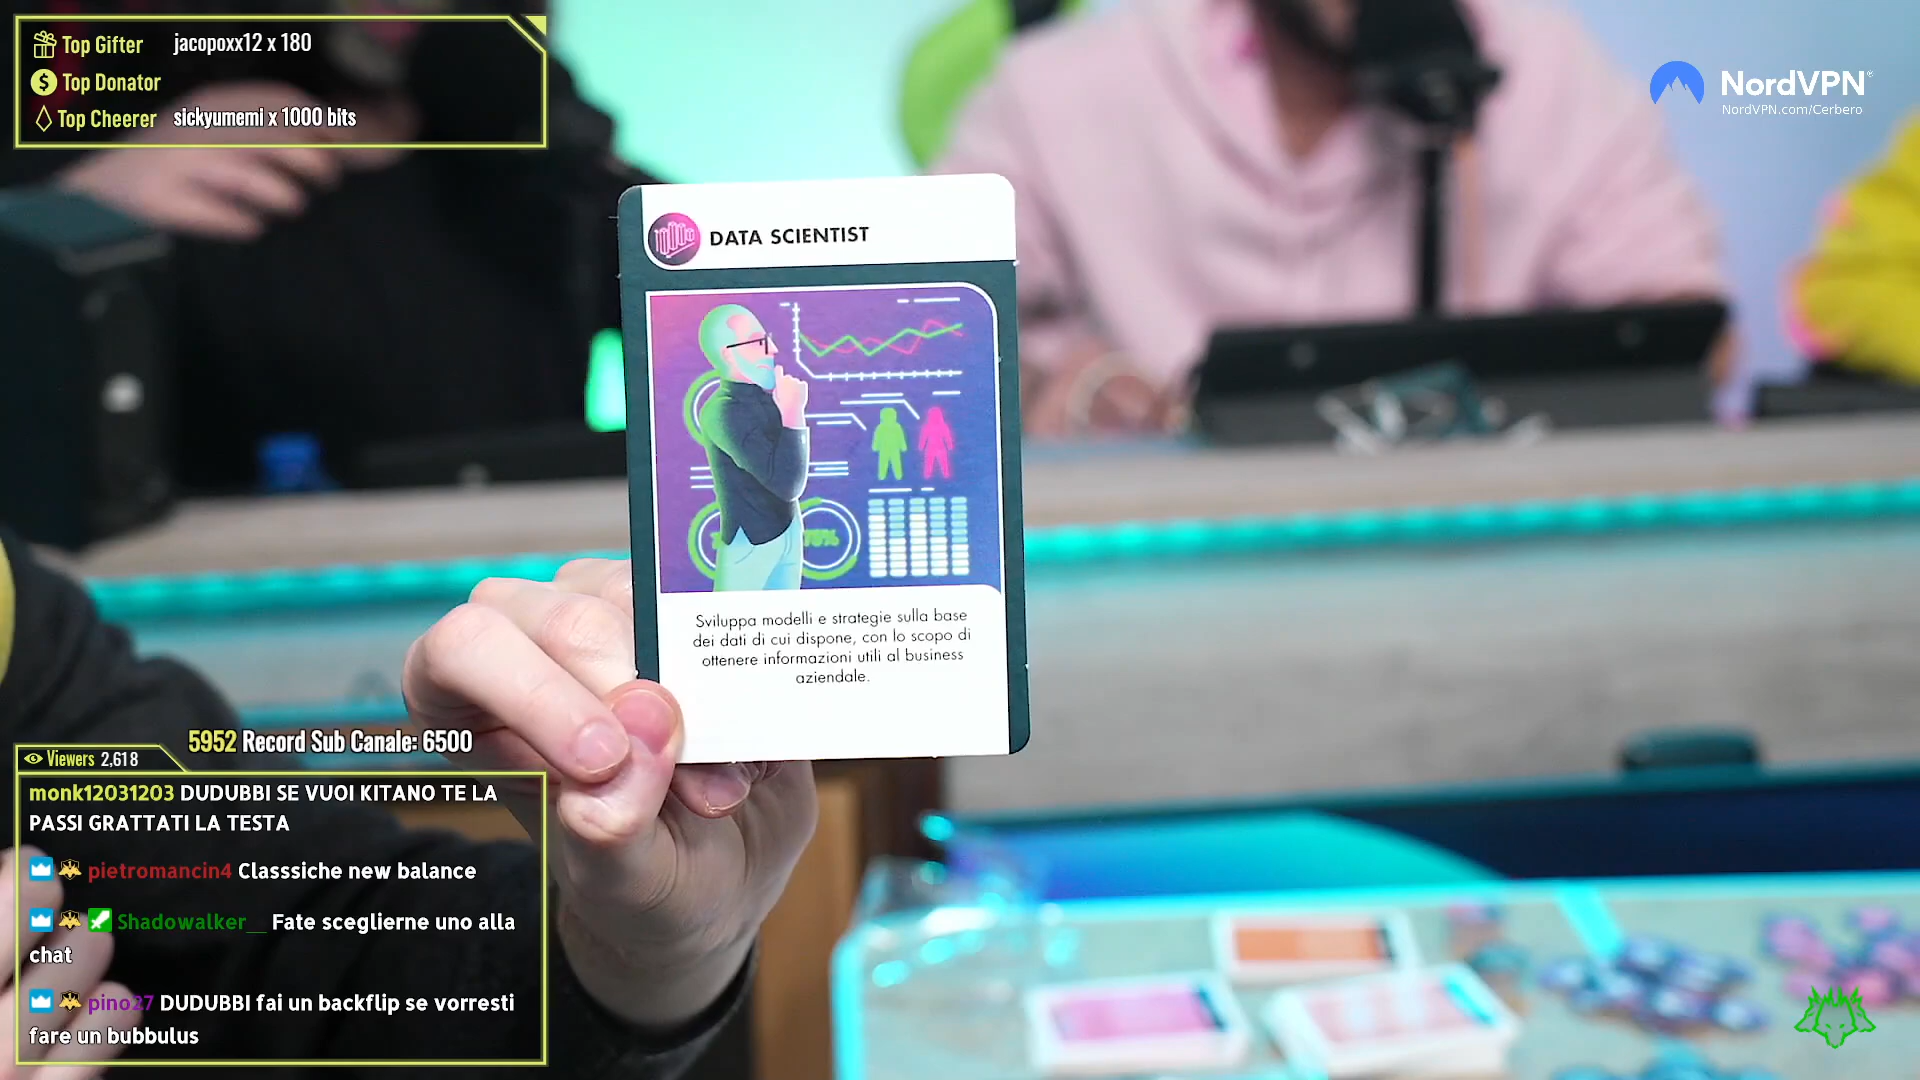 Top Gifter jacopoxx12 x 180
Top Donator
Top Cheerer sickyumemi x 1000 bits
NordVPN®
NordVPN.com/Cerbero
DATA SCIENTIST
Sviluppa modelli e strategie sulla base
dei dati di cui dispone, con lo scopo di
ottenere informazioni utili al business
aziendale.
5952 Record Sub Canale: 6500
Viewers 2,618
monk12031203 DUDUBBI SE VUOI KITANO TE LA
PASSI GRATTATI LA TESTA
pietromancin4 Classsiche new balance
Shadowalker__ Fate sceglierne uno alla
chat
pino27 DUDUBBI fai un backflip se vorresti
fare un bubbulus